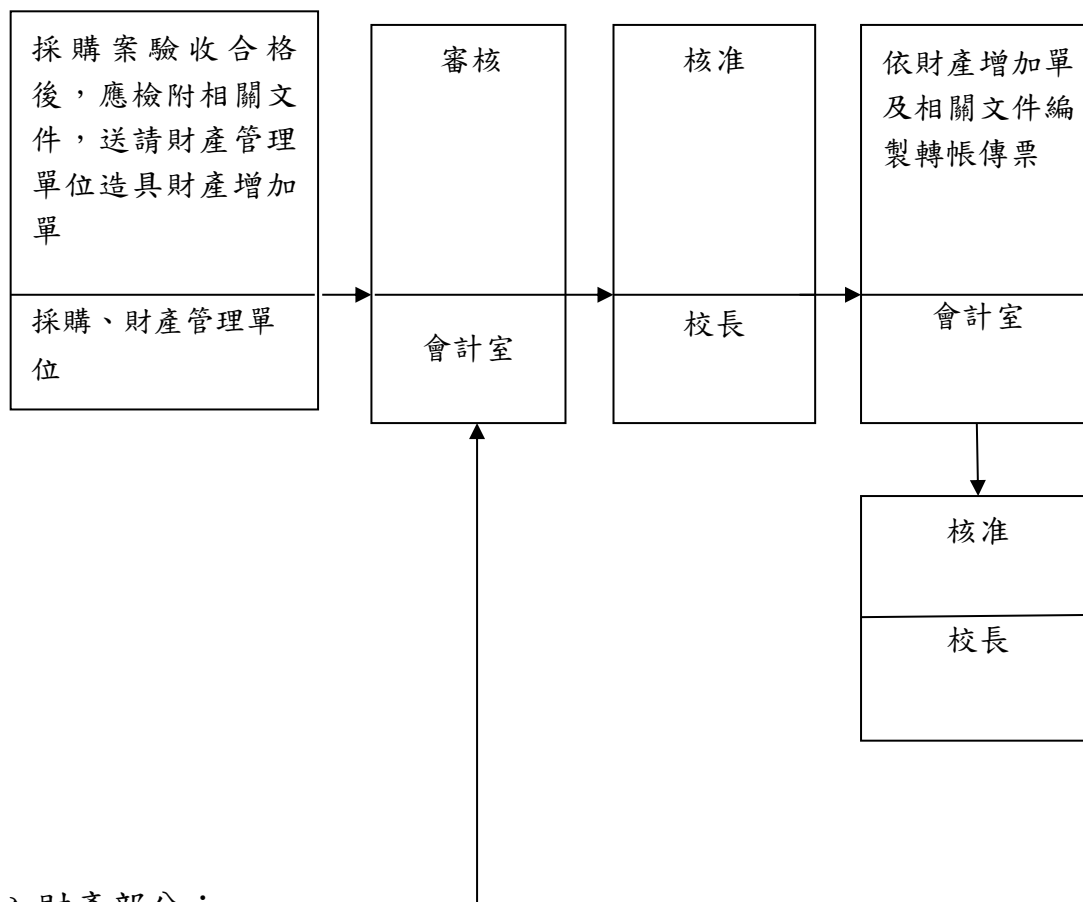 採購案驗收合格
後，應檢附相關文
件，送請財產管理
單位造具財產增加
單
採購、財產管理單
位
審核
會計室
核准
校長
依財產增加單
及相關文件編
製轉帳傳票
會計室
核准
校長
財產部分：